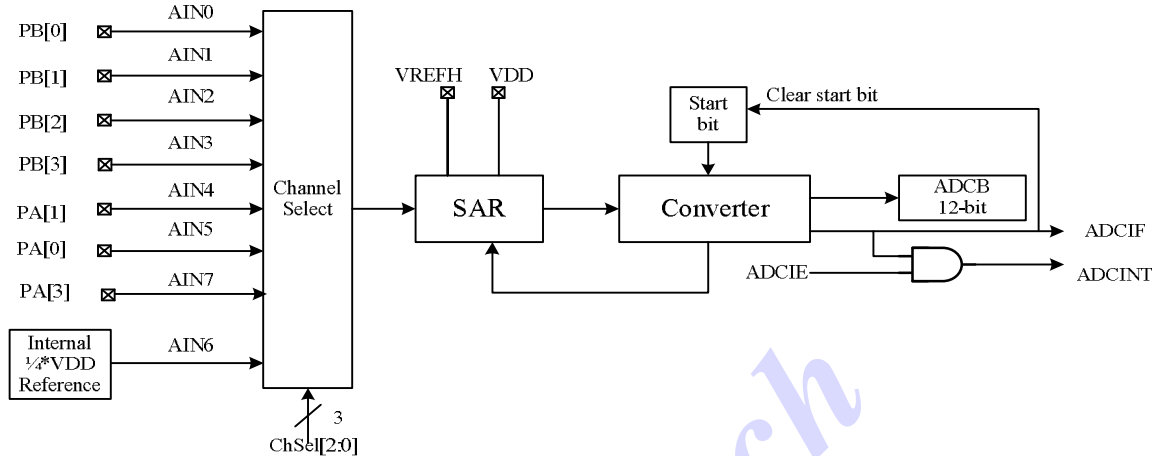 PB[0]
AIN0
PB[1]
AIN1
PB[2]
AIN2
PB[3]
AIN3
PA[1]
AIN4
PA[0]
AIN5
PA[3]
AIN7
Internal
¼*VDD
Reference
AIN6
Channel
Select
3
ChSel[2:0]
VREFH
VDD
SAR
Start
bit
Clear start bit
Converter
ADCB
12-bit
ADCIF
ADCIE
ADCINT
ch